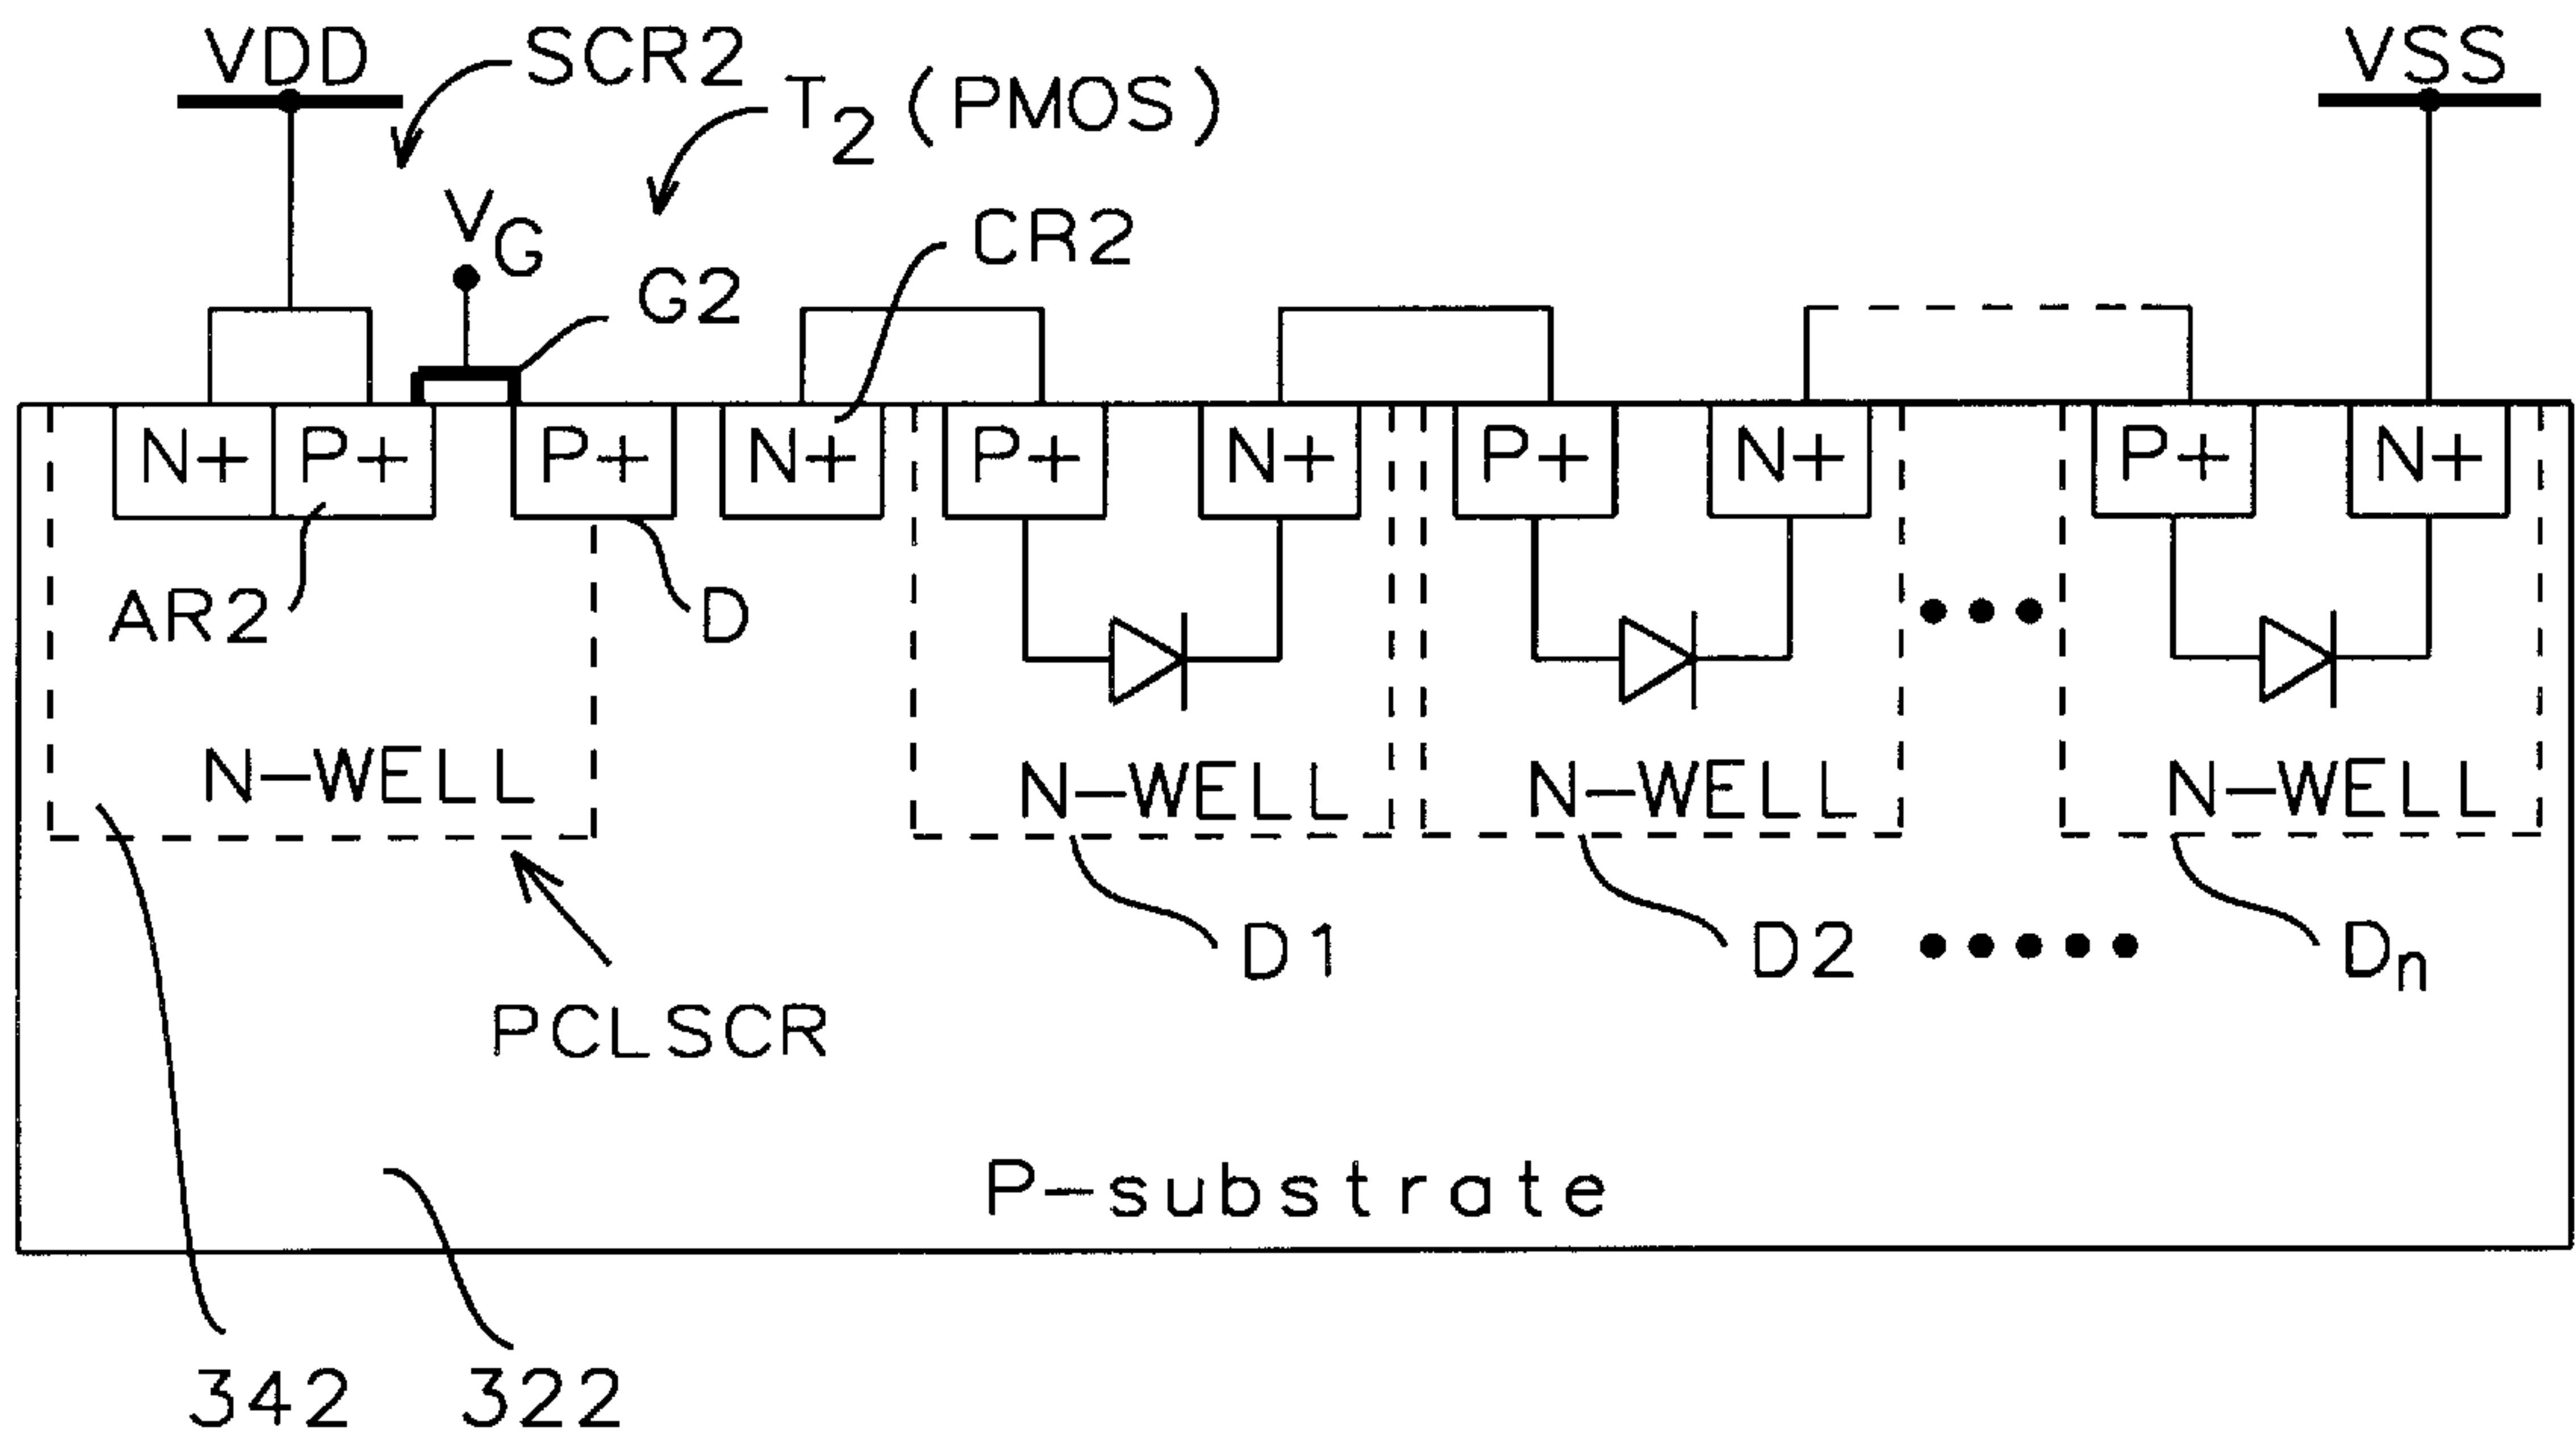 VDD
SCR2
T2 (PMOS)
VSS
VG
G2
CR2
N+ P+ P+ N+ P+ N+ P+ N+ P+ N+
AR2
D
N-WELL
N-WELL
N-WELL
N-WELL
D1
D2
Dn
PCLSCR
P-substrate
342
322